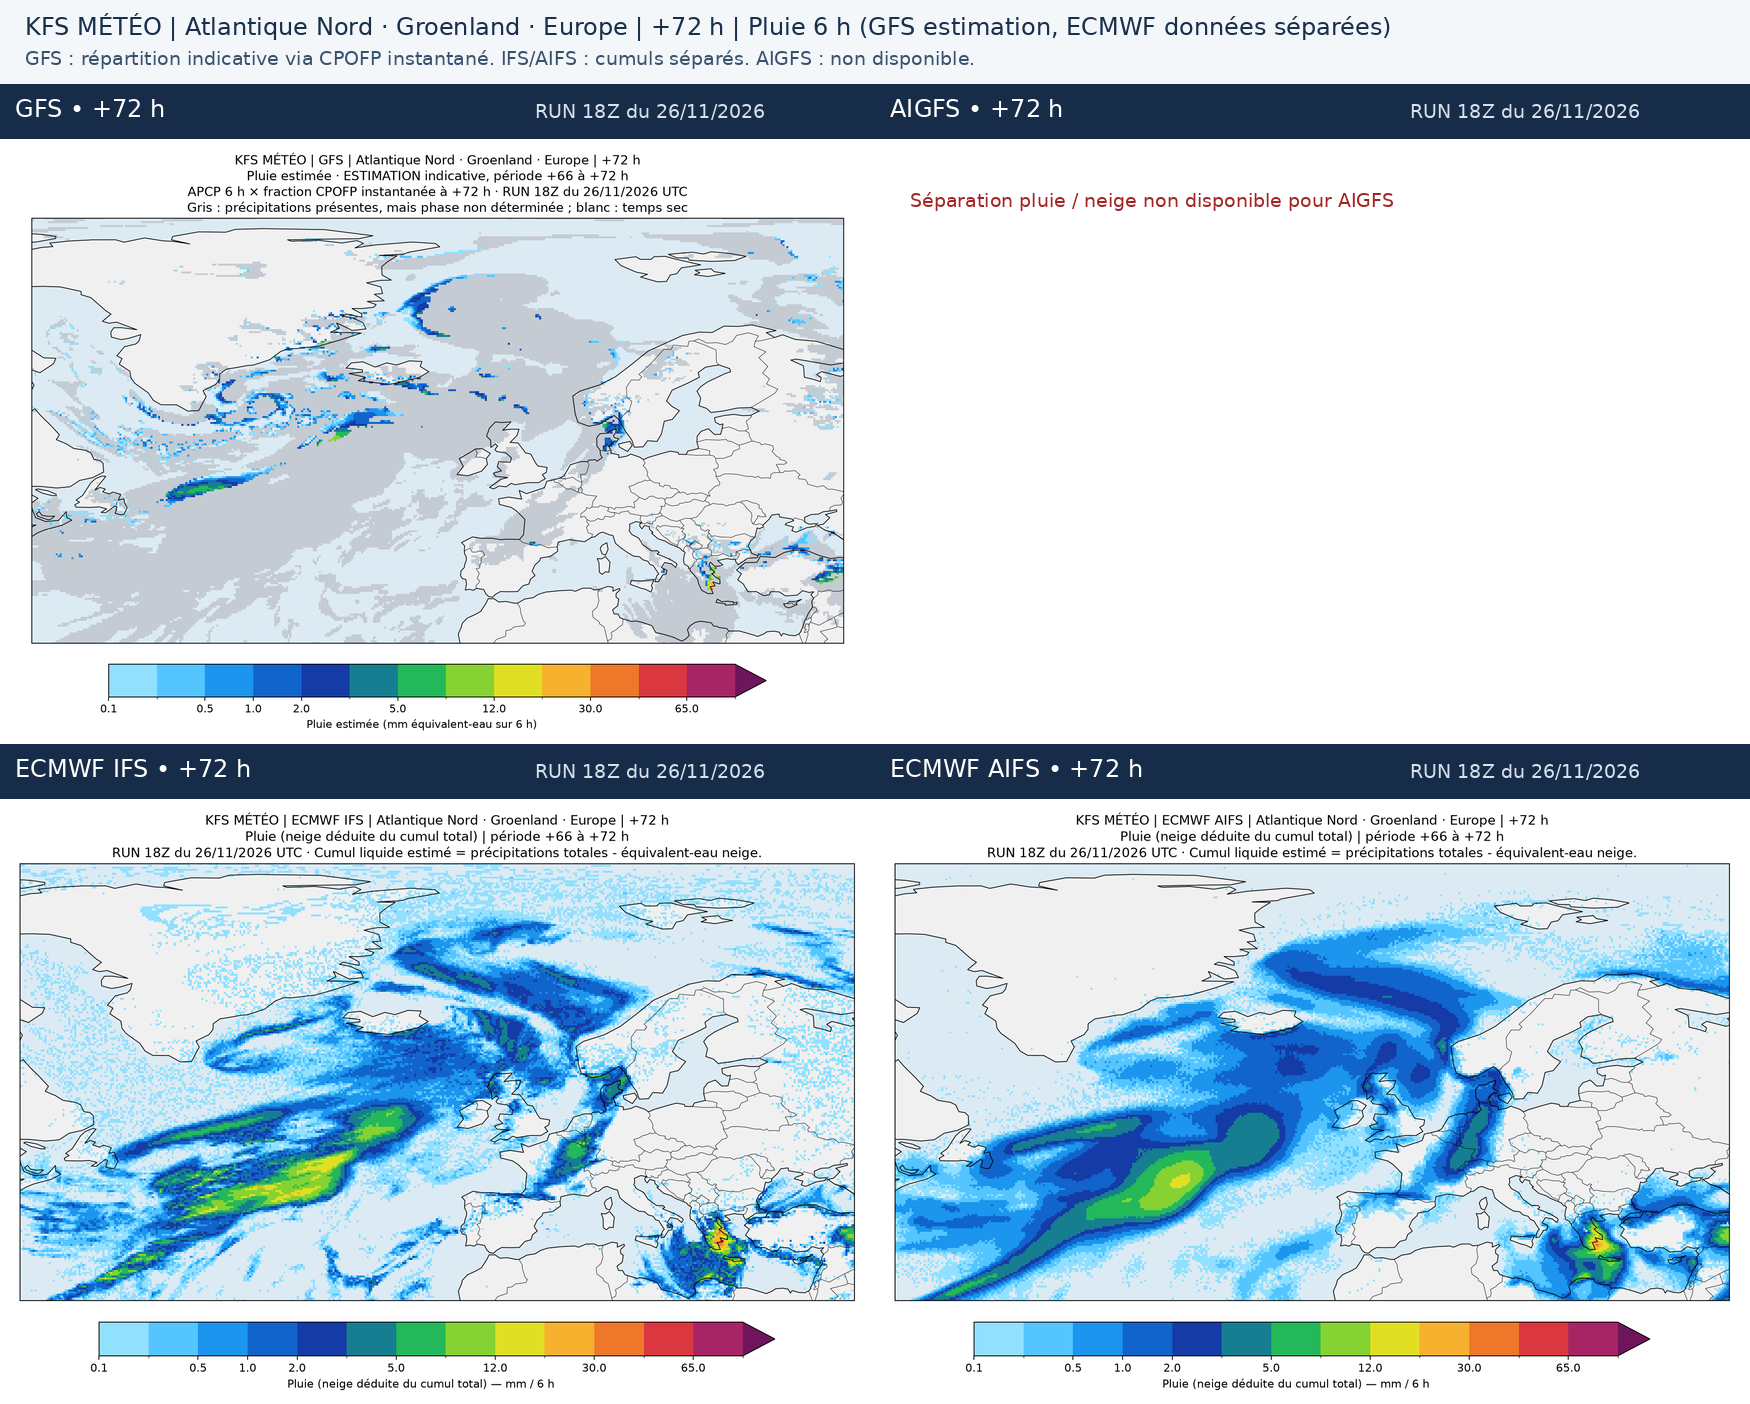 KFS MÉTÉO | Atlantique Nord · Groenland · Europe | +72 h | Pluie 6 h (GFS estimation, ECMWF données séparées)
GFS : répartition indicative via CPOFP instantané. IFS/AIFS : cumuls séparés. AIGFS : non disponible.
GFS • +72 h
RUN 18Z du 26/11/2026
KFS MÉTÉO | GFS | Atlantique Nord · Groenland · Europe | +72 h
Pluie estimée · ESTIMATION indicative, période +66 à +72 h
APCP 6 h × fraction CPOFP instantanée à +72 h · RUN 18Z du 26/11/2026 UTC
Gris : précipitations présentes, mais phase non déterminée ; blanc : temps sec
0.1 0.5 1.0 2.0 5.0 12.0 30.0 65.0
Pluie estimée (mm équivalent-eau sur 6 h)
AIGFS • +72 h
RUN 18Z du 26/11/2026
Séparation pluie / neige non disponible pour AIGFS
ECMWF IFS • +72 h
RUN 18Z du 26/11/2026
KFS MÉTÉO | ECMWF IFS | Atlantique Nord · Groenland · Europe | +72 h
Pluie (neige déduite du cumul total) | période +66 à +72 h
RUN 18Z du 26/11/2026 UTC · Cumul liquide estimé = précipitations totales - équivalent-eau neige.
0.1 0.5 1.0 2.0 5.0 12.0 30.0 65.0
Pluie (neige déduite du cumul total) — mm / 6 h
ECMWF AIFS • +72 h
RUN 18Z du 26/11/2026
KFS MÉTÉO | ECMWF AIFS | Atlantique Nord · Groenland · Europe | +72 h
Pluie (neige déduite du cumul total) | période +66 à +72 h
RUN 18Z du 26/11/2026 UTC · Cumul liquide estimé = précipitations totales - équivalent-eau neige.
0.1 0.5 1.0 2.0 5.0 12.0 30.0 65.0
Pluie (neige déduite du cumul total) — mm / 6 h